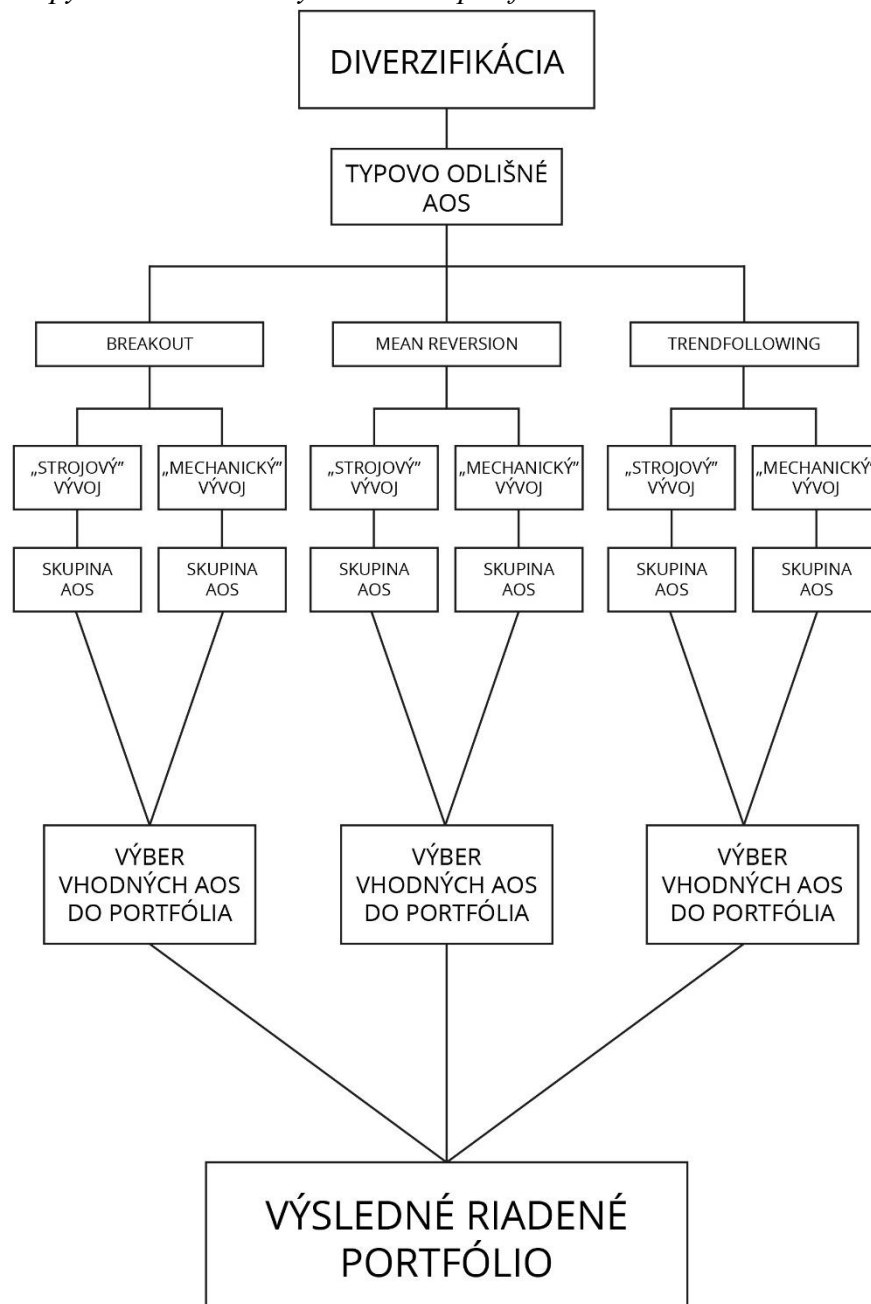 DIVERZIFIKÁCIA
TYPOVO ODLIŠNÉ
AOS
BREAKOUT
MEAN REVERSION
TRENDFOLLOWING
„STROJOVÝ”
VÝVOJ
„MECHANICKÝ”
VÝVOJ
„STROJOVÝ”
VÝVOJ
„MECHANICKÝ”
VÝVOJ
„STROJOVÝ”
VÝVOJ
„MECHANICKÝ”
VÝVOJ
SKUPINA
AOS
SKUPINA
AOS
SKUPINA
AOS
SKUPINA
AOS
SKUPINA
AOS
SKUPINA
AOS
VÝBER
VHODNÝCH AOS
DO PORTFÓLIA
VÝBER
VHODNÝCH AOS
DO PORTFÓLIA
VÝBER
VHODNÝCH AOS
DO PORTFÓLIA
VÝSLEDNÉ RIADENÉ
PORTFÓLIO